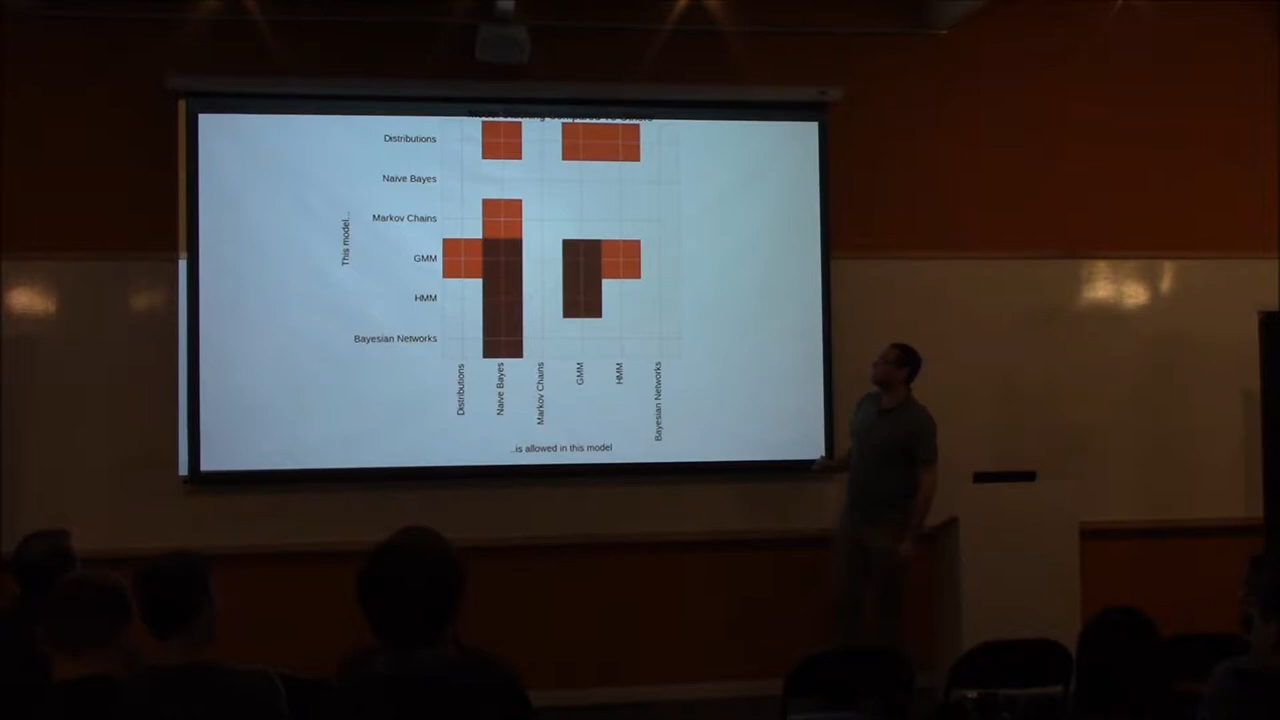 Distributions
Naive Bayes
Markov Chains
GMM
HMM
Bayesian Networks
This model...
Distributions
Naive Bayes
Markov Chains
GMM
HMM
Bayesian Networks
..is allowed in this model